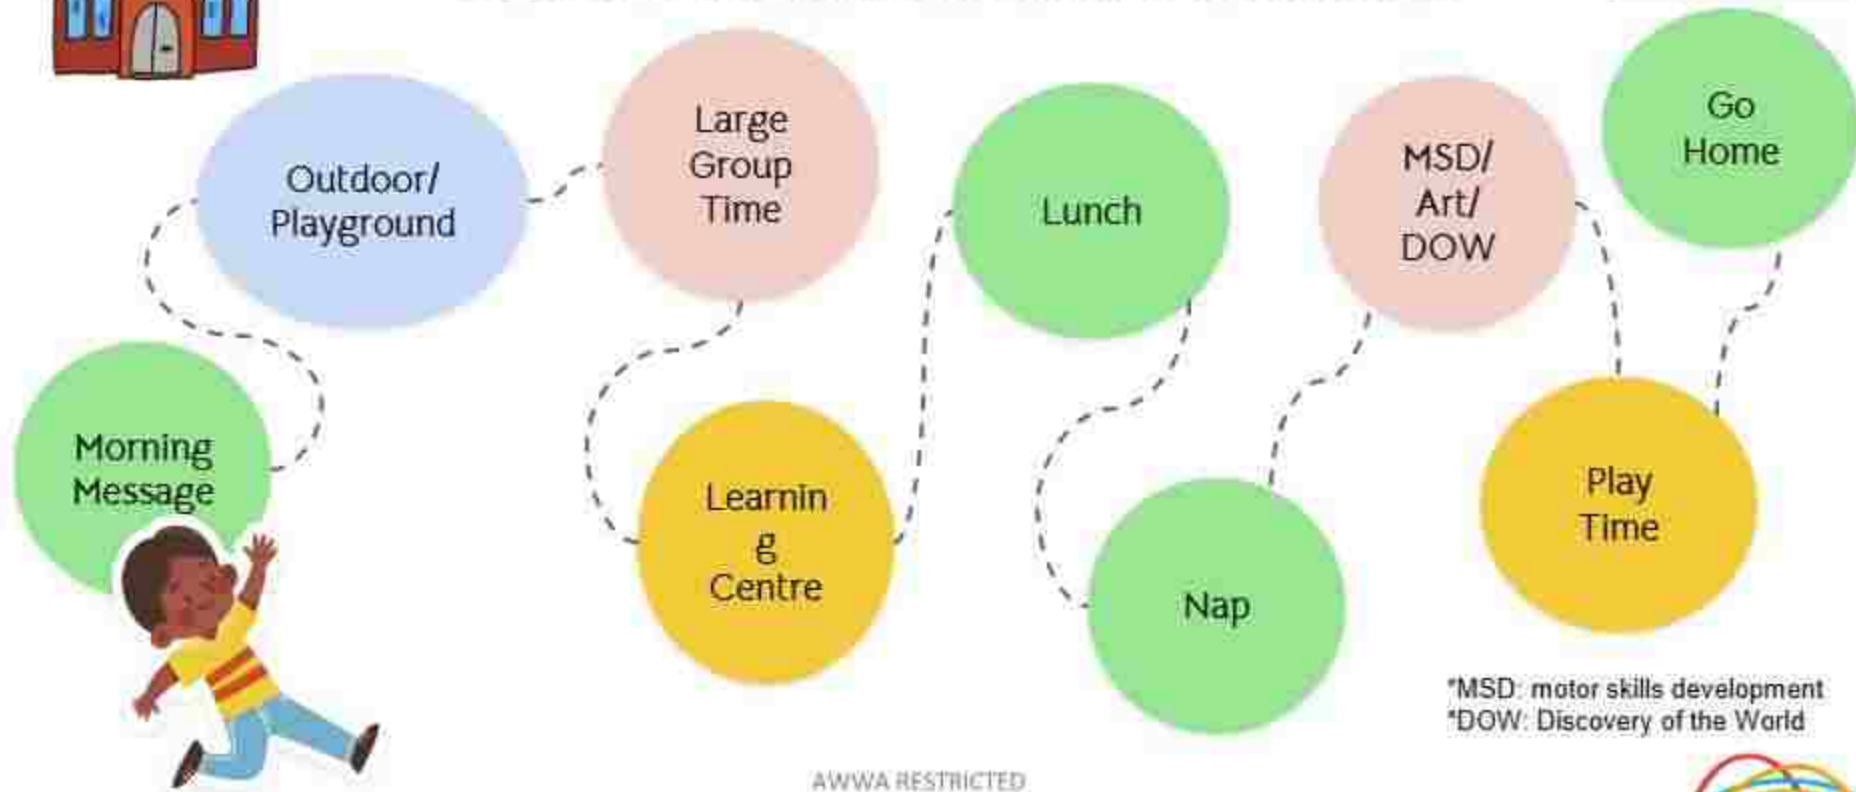 Morning
Message
Outdoor/
Playground
Large
Group
Time
Learnin
g
Centre
Lunch
Nap
MSD/
Art/
DOW
Play
Time
Go
Home
*MSD: motor skills development
*DOW: Discovery of the World
AWWA RESTRICTED